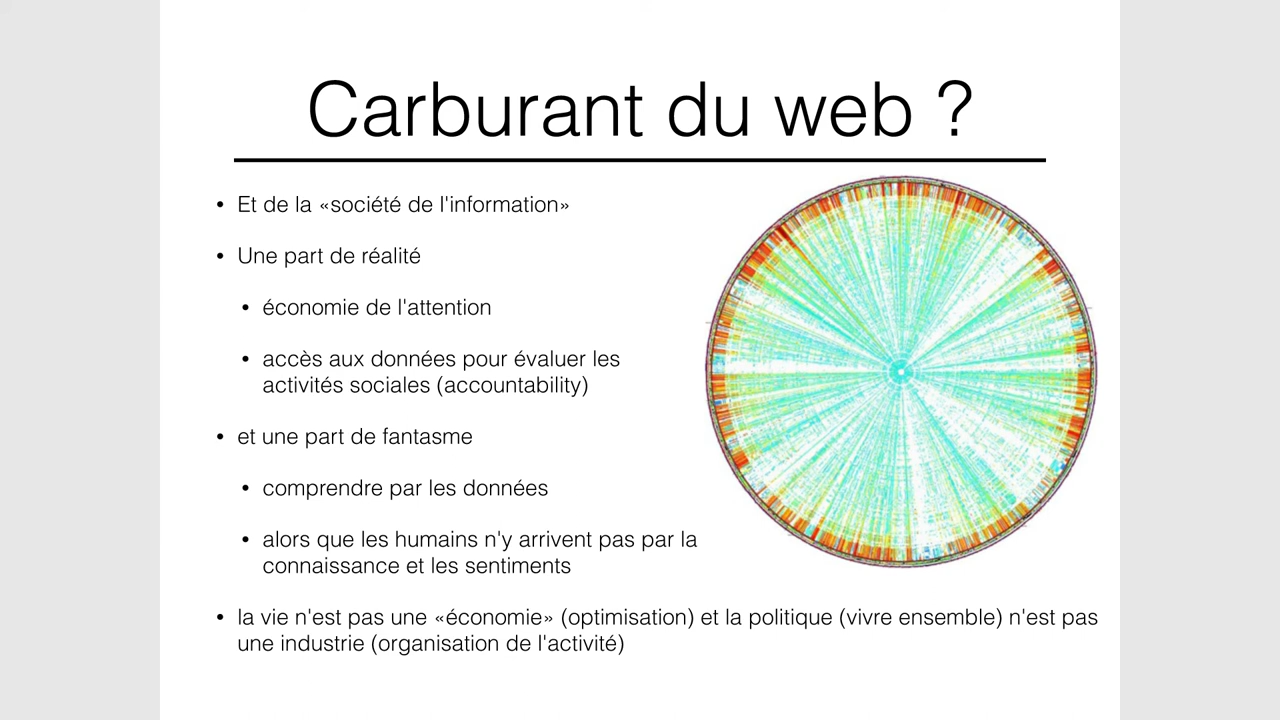 Carburant du web ?
• Et de la «société de l'information»
• Une part de réalité
• économie de l'attention
• accès aux données pour évaluer les
activités sociales (accountability)
• et une part de fantasme
• comprendre par les données
• alors que les humains n'y arrivent pas par la
connaissance et les sentiments
• la vie n'est pas une «économie» (optimisation) et la politique (vivre ensemble) n'est pas
une industrie (organisation de l'activité)